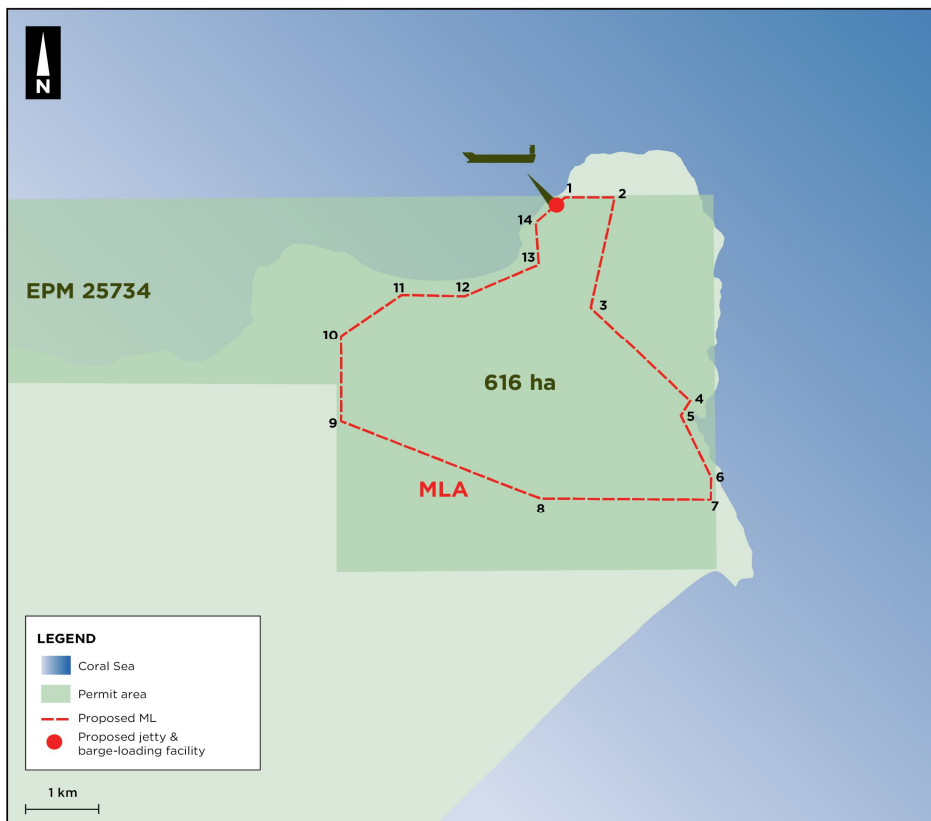 N
1
2
14
13
EPM 25734
11
12
3
10
616 ha
4
5
9
MLA
6
7
8
LEGEND
Coral Sea
Permit area
Proposed ML
Proposed jetty &
barge-loading facility
1 km